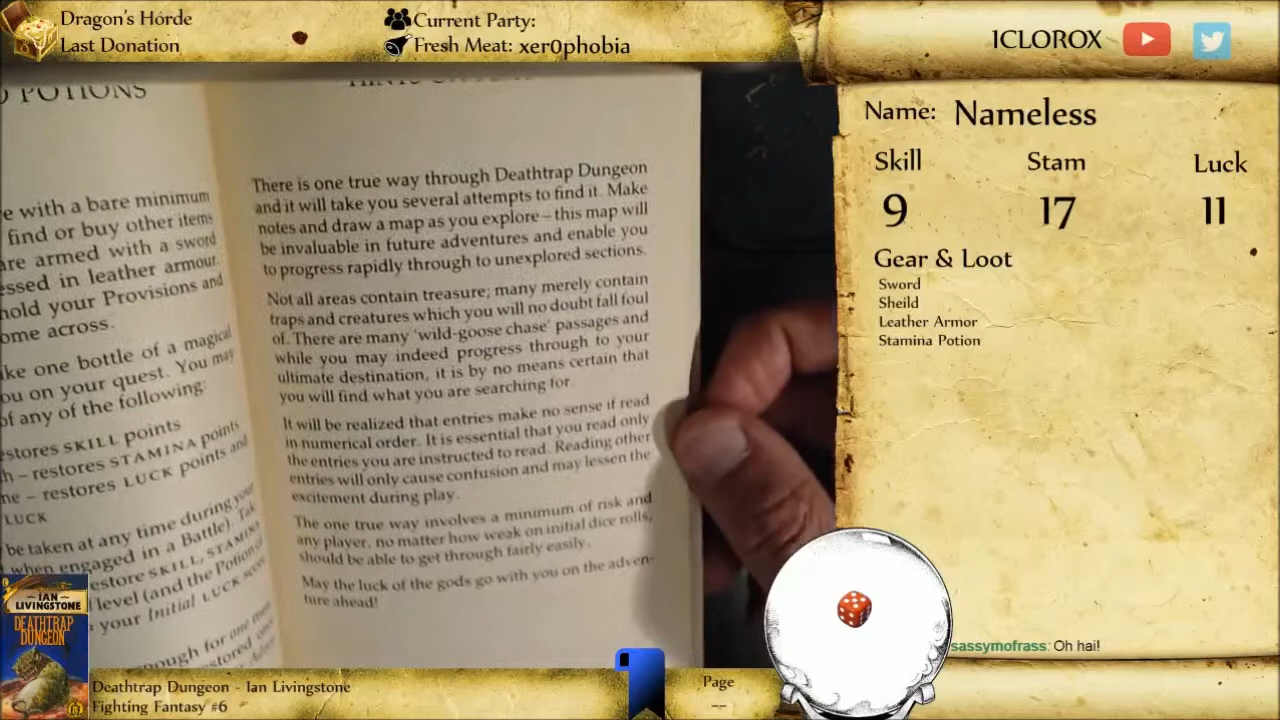 Dragon's Horde
Last Donation
Current Party:
Fresh Meat: xer0phobia
ICLOROX
POTIONS
re with a bare minimum
find or buy other items
are armed with a sword
essed in leather armour.
hold your Provisions and
ome across.
ke one bottle of a magical
ou on your quest. You may
of any of the following:
estores SKILL points
h – restores STAMINA points
ne – restores LUCK points and
LUCK
be taken at any time during your
when engaged in a Battle). Tak
estore SKILL, STAMINA
level (and the Potion of
your Initial LUCK score
enough for one
restored
There is one true way through Deathtrap Dungeon
and it will take you several attempts to find it. Make
notes and draw a map as you explore – this map will
be invaluable in future adventures and enable you
to progress rapidly through to unexplored sections.
Not all areas contain treasure; many merely contain
traps and creatures which you will no doubt fall foul
of. There are many 'wild-goose chase' passages and
while you may indeed progress through to your
ultimate destination, it is by no means certain that
you will find what you are searching for.
It will be realized that entries make no sense if read
in numerical order. It is essential that you read only
the entries you are instructed to read. Reading other
entries will only cause confusion and may lessen the
excitement during play.
The one true way involves a minimum of risk and
any player, no matter how weak on initial dice rolls,
should be able to get through fairly easily.
May the luck of the gods go with you on the adven-
ture ahead!
Name: Nameless
Skill Stam Luck
9 17 11
Gear & Loot
Sword
Sheild
Leather Armor
Stamina Potion
sassymofrass: Oh hai!
IAN
LIVINGSTONE
DEATHTRAP
DUNGEON
Deathtrap Dungeon - Ian Livingstone
Fighting Fantasy #6
Page
--